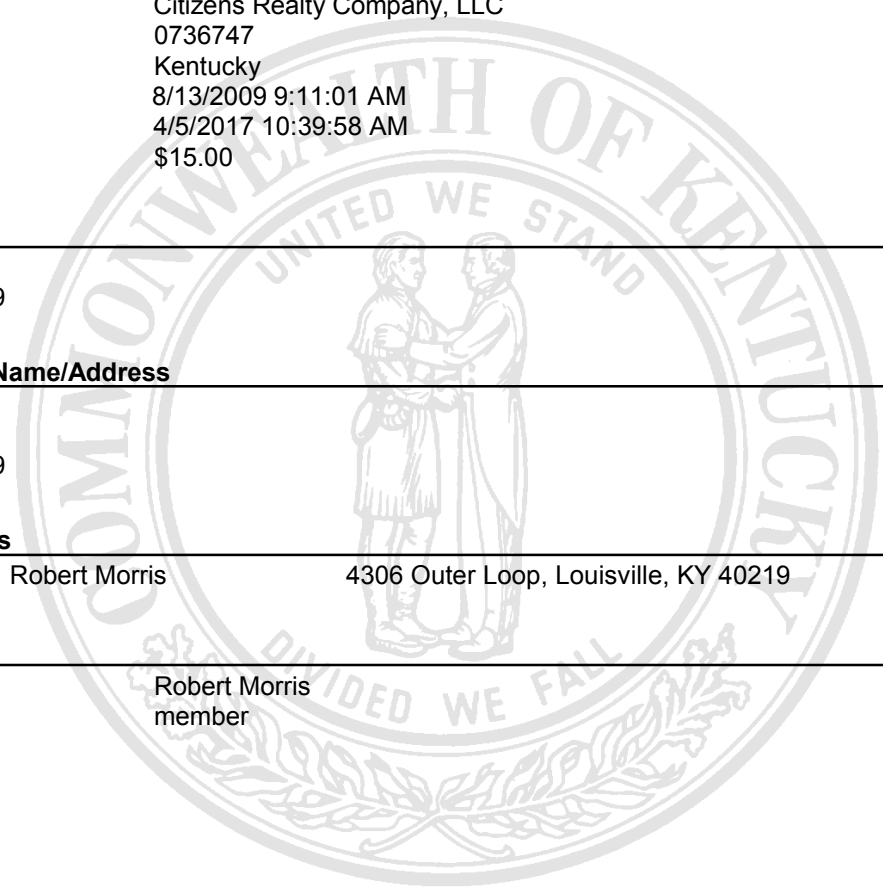 Citizens Realty Company, LLC
0736747
Kentucky
8/13/2009 9:11:01 AM
4/5/2017 10:39:58 AM
$15.00
COMMONWEALTH OF KENTUCKY
UNITED WE STAND
9
Name/Address
9
s
Robert Morris 4306 Outer Loop, Louisville, KY 40219
DIVIDED WE FALL
Robert Morris
member